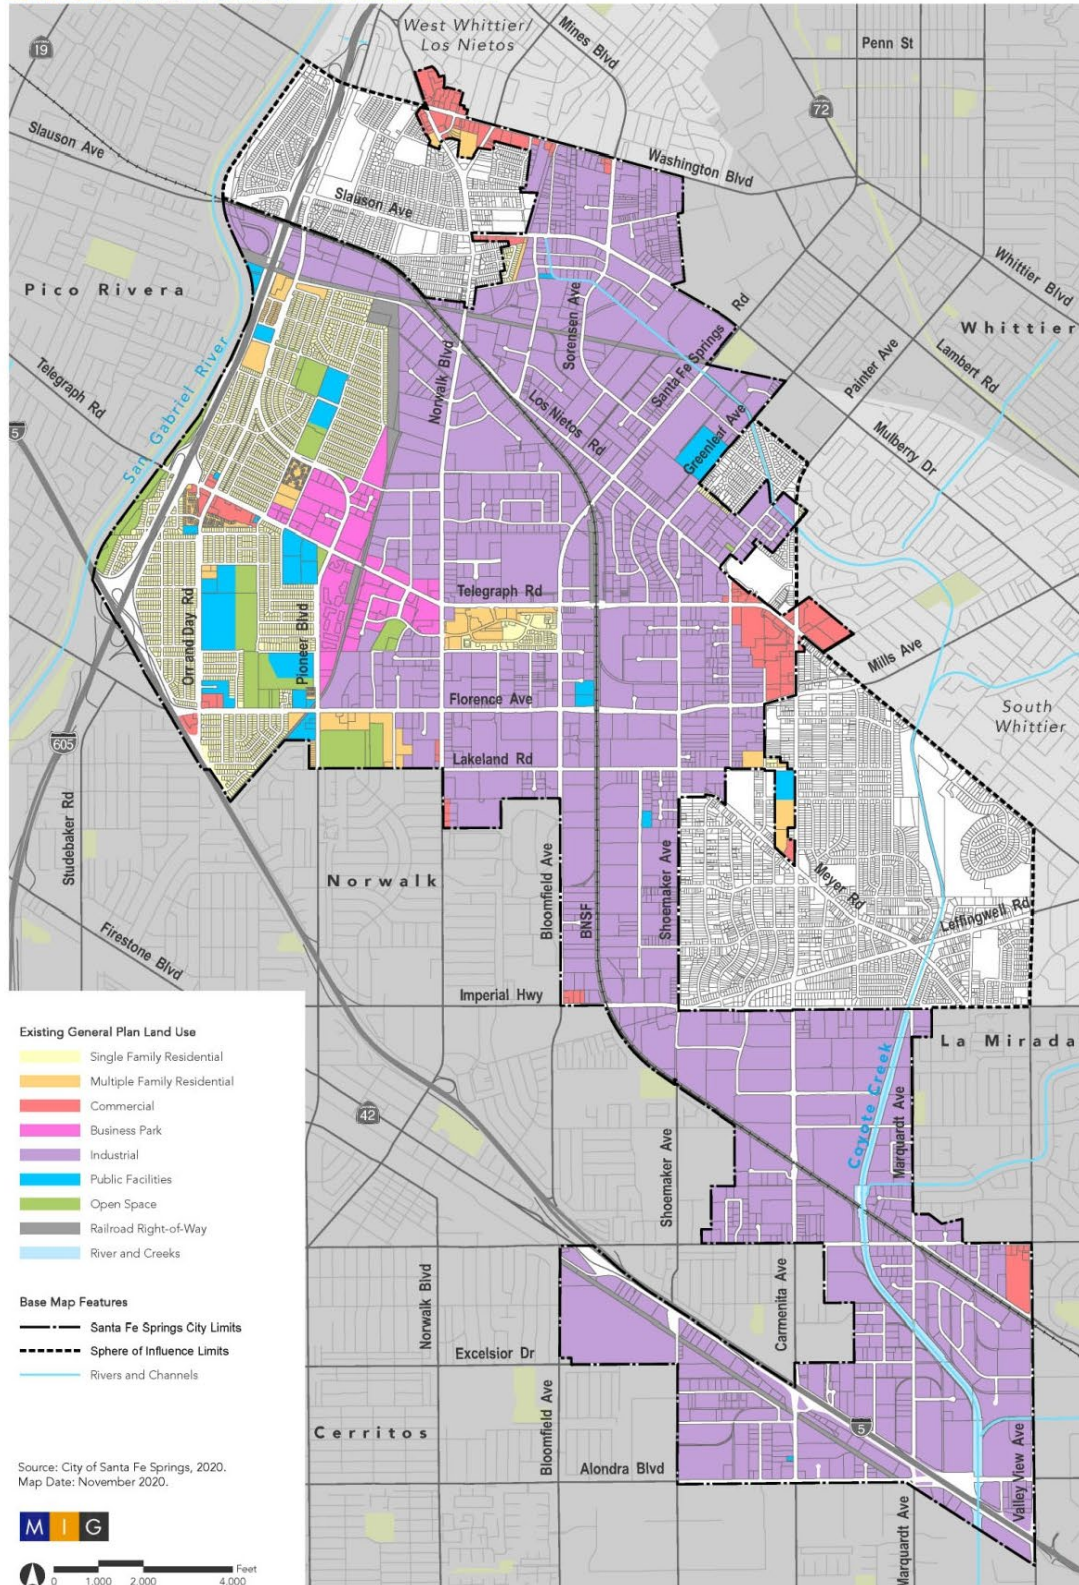 West Whittier/
Los Nietos
Mines Blvd
Penn St
19
72
Slauson Ave
Washington Blvd
Slauson Ave
Whittier Blvd
Pico Rivera
Whittier
Sorensen Ave
Santa Fe Springs Rd
Painter Ave
Lambert Rd
San Gabriel River
Telegraph Rd
Norwalk Blvd
Los Nietos Rd
Greenleaf Ave
Mulberry Dr
5
Telegraph Rd
Orr and Day Rd
Pioneer Blvd
Mills Ave
Florence Ave
South
Whittier
605
Lakeland Rd
Studebaker Rd
Norwalk
Bloomfield Ave
BNSF
Shoemaker Ave
Meyer Rd
Leffingwell Rd
Firestone Blvd
Imperial Hwy
La Mirada
Coyote Creek
Marquardt Ave
42
Shoemaker Ave
Norwalk Blvd
Carmenita Ave
Excelsior Dr
Bloomfield Ave
5
Cerritos
Alondra Blvd
Valley View Ave
Marquardt Ave
Existing General Plan Land Use
Single Family Residential
Multiple Family Residential
Commercial
Business Park
Industrial
Public Facilities
Open Space
Railroad Right-of-Way
River and Creeks
Base Map Features
Santa Fe Springs City Limits
Sphere of Influence Limits
Rivers and Channels
Source: City of Santa Fe Springs, 2020.
Map Date: November 2020.
M I G
Feet
0 1,000 2,000 4,000